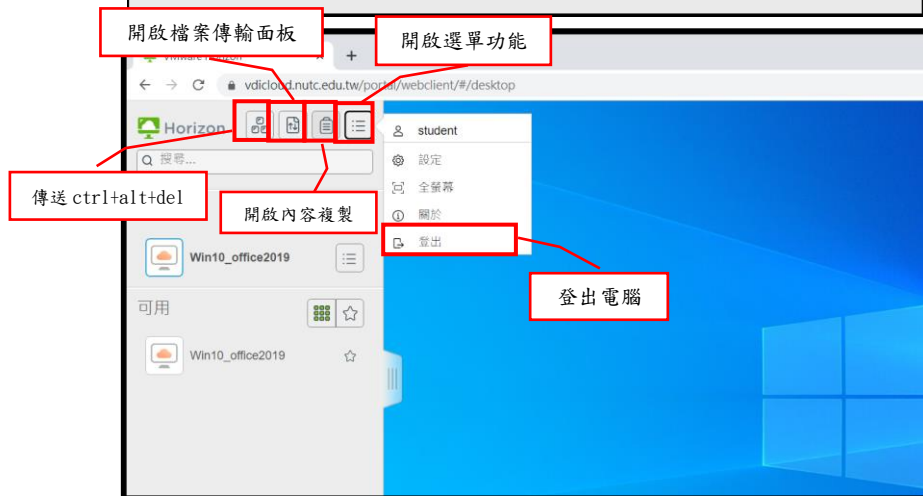 開啟檔案傳輸面板
開啟選單功能
vdicloud.nutc.edu.tw/portal/webclient/#/desktop
Horizon
student
搜尋...
設定
傳送 ctrl+alt+del
全螢幕
開啟內容複製
關於
登出
Win10_office2019
登出電腦
可用
Win10_office2019